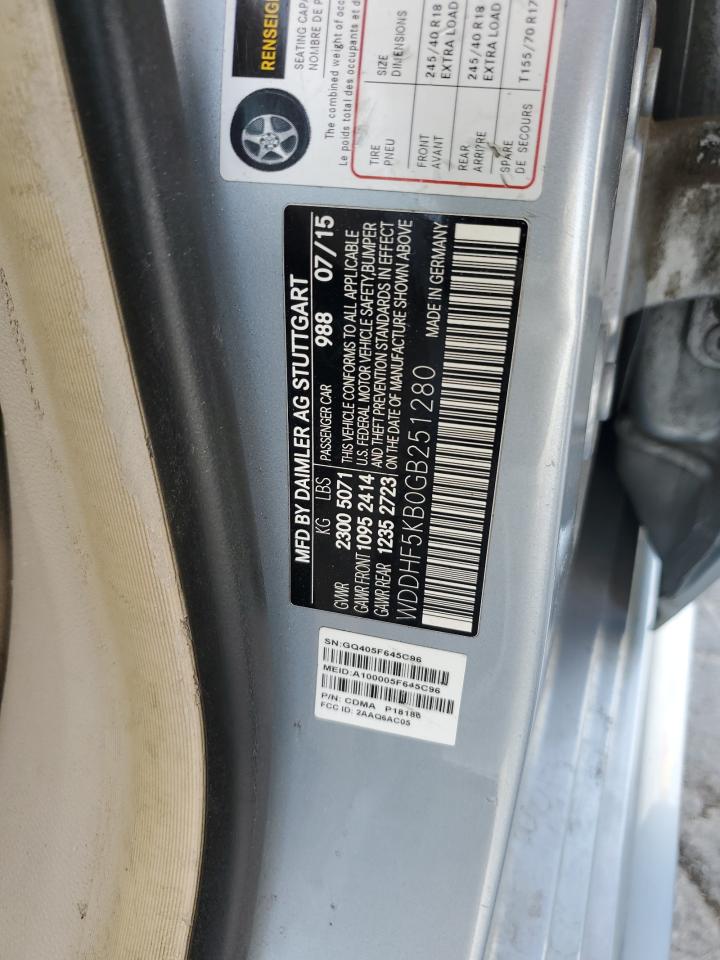 RENSEIG
SEATING CAPA
NOMBRE DE P
The combined weight of occ
Le poids total des occupants et d
TIRE SIZE
PNEU DIMENSIONS
FRONT 245/40 R18
AVANT EXTRA LOAD
REAR 245/40 R18
ARRI?RE EXTRA LOAD
SPARE T155/70 R17
DE SECOURS
MFD BY DAIMLER AG STUTTGART
KG LBS PASSENGER CAR 988 07/15
GVWR 2300 5071 THIS VEHICLE CONFORMS TO ALL APPLICABLE
GAWR FRONT 1095 2414 U.S. FEDERAL MOTOR VEHICLE SAFETY,BUMPER
GAWR REAR 1235 2723 AND THEFT PREVENTION STANDARDS IN EFFECT
ON THE DATE OF MANUFACTURE SHOWN ABOVE
WDDHF5KB0GB251280 MADE IN GERMANY
SN:GQ405F645C96
MEID:A100005F645C96
P/N: CDMA P18186
FCC ID: 2AAQ6AC05